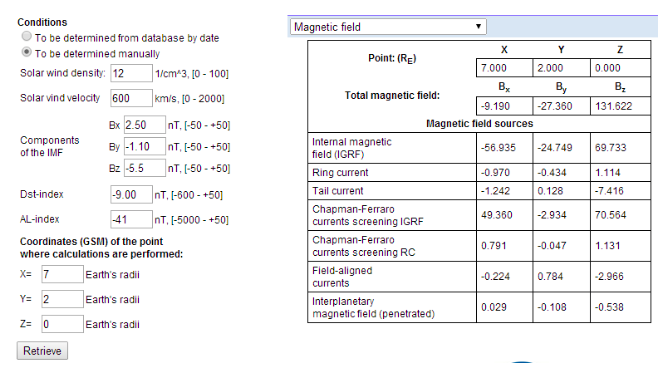 Conditions
To be determined from database by date
To be determined manually
Solar wind density: 12 1/cm^3, [0 - 100]
Solar vind velocity 600 km/s, [0 - 2000]
Components
of the IMF
Bx 2.50 nT, [-50 - +50]
By -1.10 nT, [-50 - +50]
Bz -5.5 nT, [-50 - +50]
Dst-index -9.00 nT, [-600 - +50]
AL-index -41 nT, [-5000 - +50]
Coordinates (GSM) of the point
where calculations are performed:
X= 7 Earth's radii
Y= 2 Earth's radii
Z= 0 Earth's radii
Retrieve
Magnetic field
Point: (RE) X Y Z
7.000 2.000 0.000
Total magnetic field: Bx By Bz
-9.190 -27.360 131.622
Magnetic field sources
Internal magnetic
field (IGRF) -56.935 -24.749 69.733
Ring current -0.970 -0.434 1.114
Tail current -1.242 0.128 -7.416
Chapman-Ferraro
currents screening IGRF 49.360 -2.934 70.564
Chapman-Ferraro
currents screening RC 0.791 -0.047 1.131
Field-aligned
currents -0.224 0.784 -2.966
Interplanetary
magnetic field (penetrated) 0.029 -0.108 -0.538